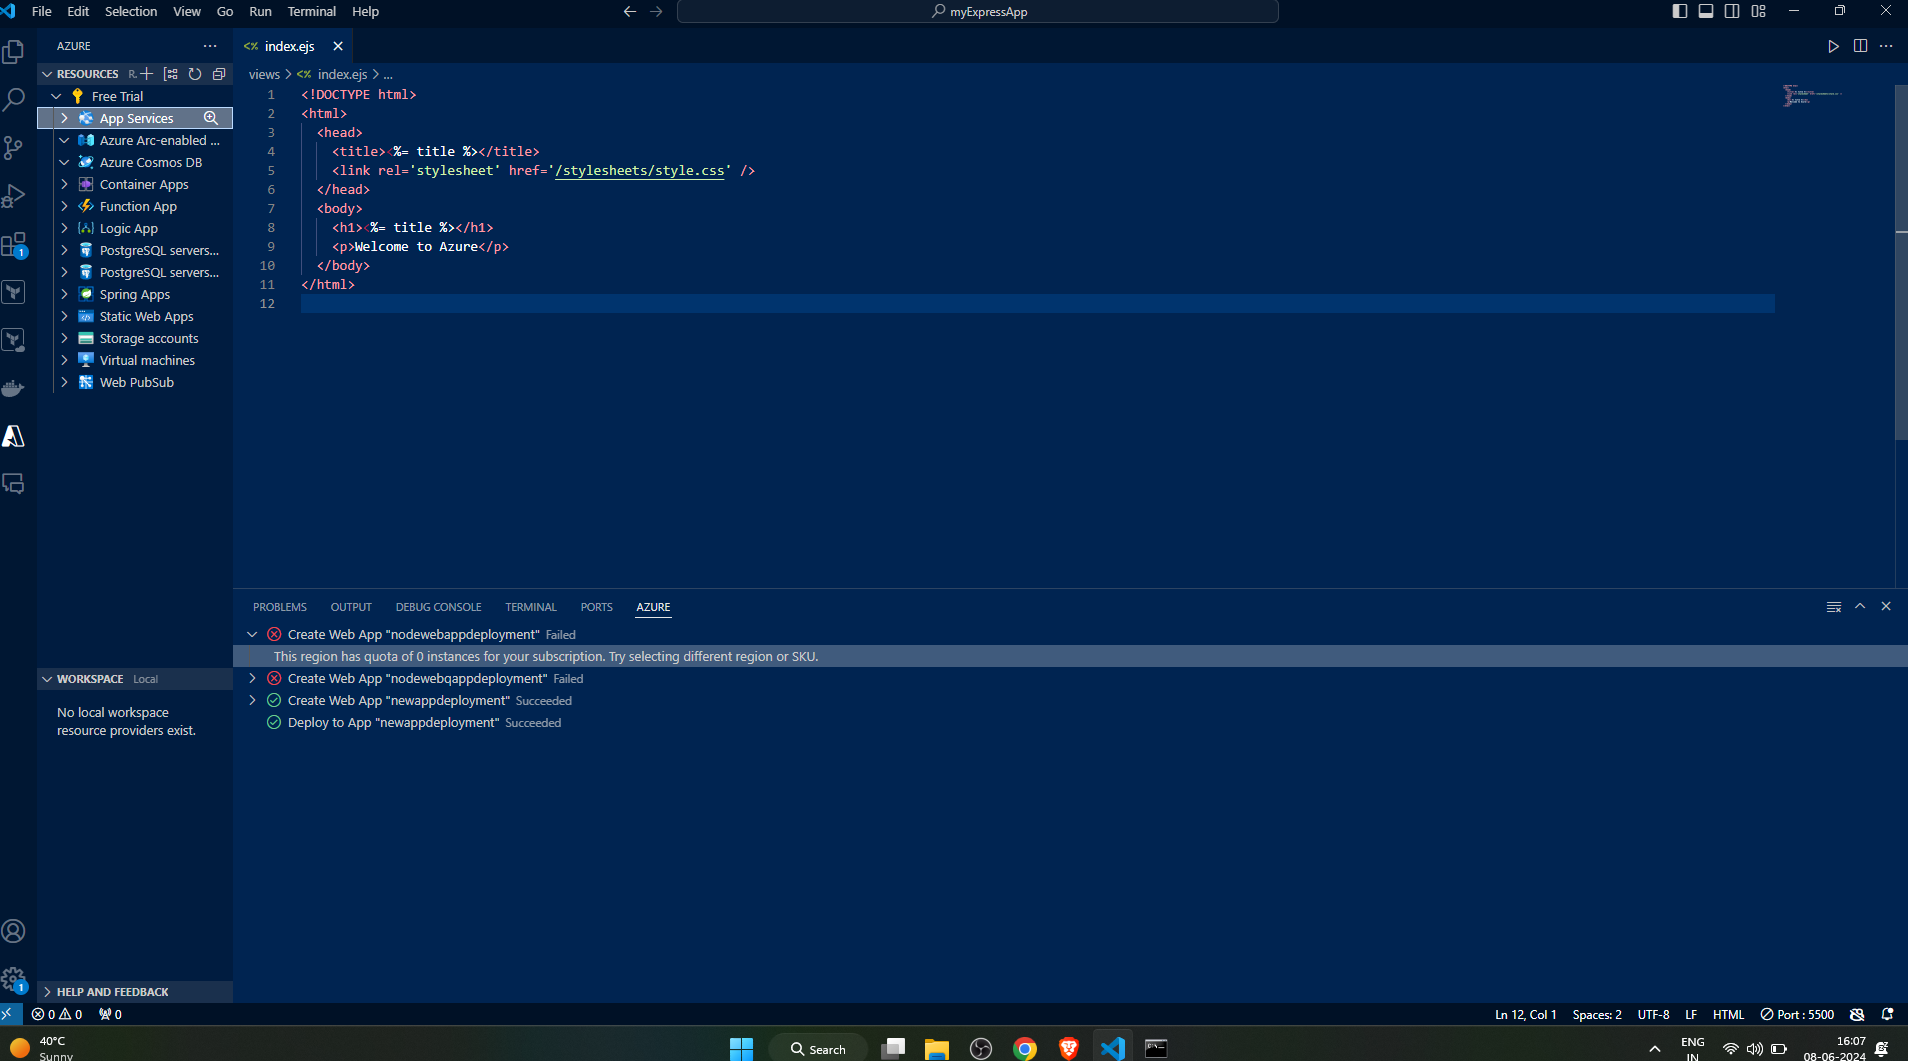 File Edit Selection View Go Run Terminal Help
myExpressApp
AZURE
RESOURCES R.
Free Trial
App Services
Azure Arc-enabled ...
Azure Cosmos DB
Container Apps
Function App
Logic App
PostgreSQL servers...
PostgreSQL servers...
Spring Apps
Static Web Apps
Storage accounts
Virtual machines
Web PubSub
WORKSPACE Local
No local workspace
resource providers exist.
HELP AND FEEDBACK
1
1
<% index.ejs
views > <% index.ejs > ...
1 <!DOCTYPE html>
2 <html>
3 <head>
4 <title><%= title %></title>
5 <link rel='stylesheet' href='/stylesheets/style.css' />
6 </head>
7 <body>
8 <h1><%= title %></h1>
9 <p>Welcome to Azure</p>
10 </body>
11 </html>
12
PROBLEMS OUTPUT DEBUG CONSOLE TERMINAL PORTS AZURE
Create Web App "nodewebappdeployment" Failed
This region has quota of 0 instances for your subscription. Try selecting different region or SKU.
Create Web App "nodewebqappdeployment" Failed
Create Web App "newappdeployment" Succeeded
Deploy to App "newappdeployment" Succeeded
0 0 0
Ln 12, Col 1 Spaces: 2 UTF-8 LF HTML Port : 5500
40°C
Sunny
Search
ENG
IN
16:07
08-06-2024